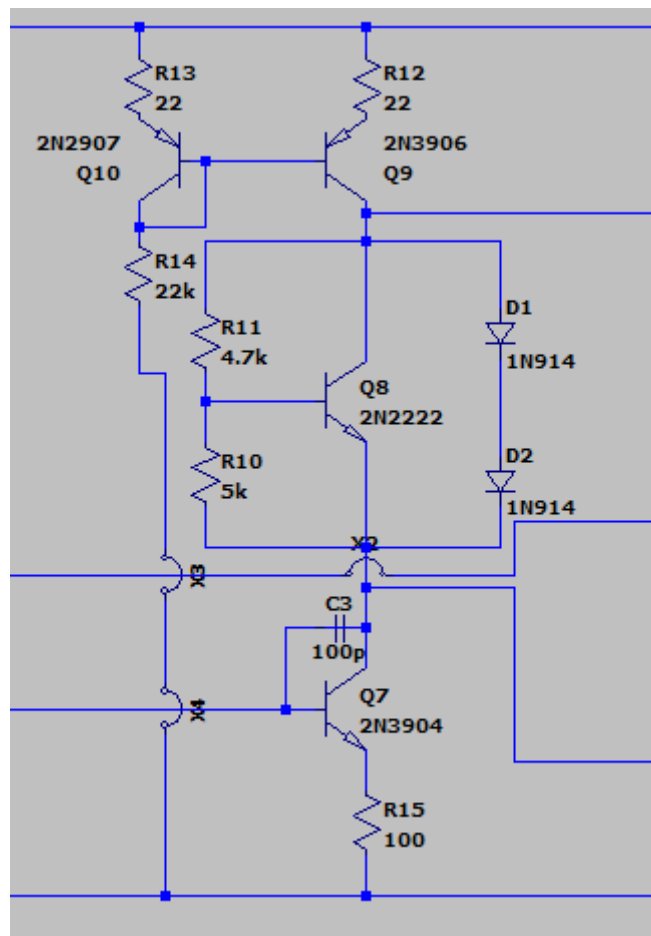 R13
22
R12
22
2N2907
Q10
2N3906
Q9
R14
22k
R11
4.7k
D1
1N914
Q8
2N2222
R10
5k
D2
1N914
X2
X3
C3
100p
X4
Q7
2N3904
R15
100